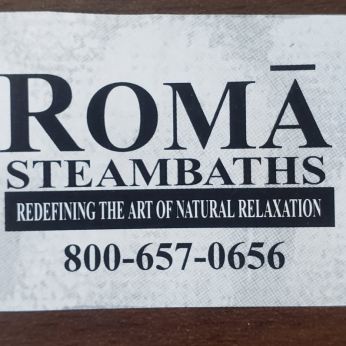 ROMĀ
STEAMBATHS
REDEFINING THE ART OF NATURAL RELAXATION
800-657-0656